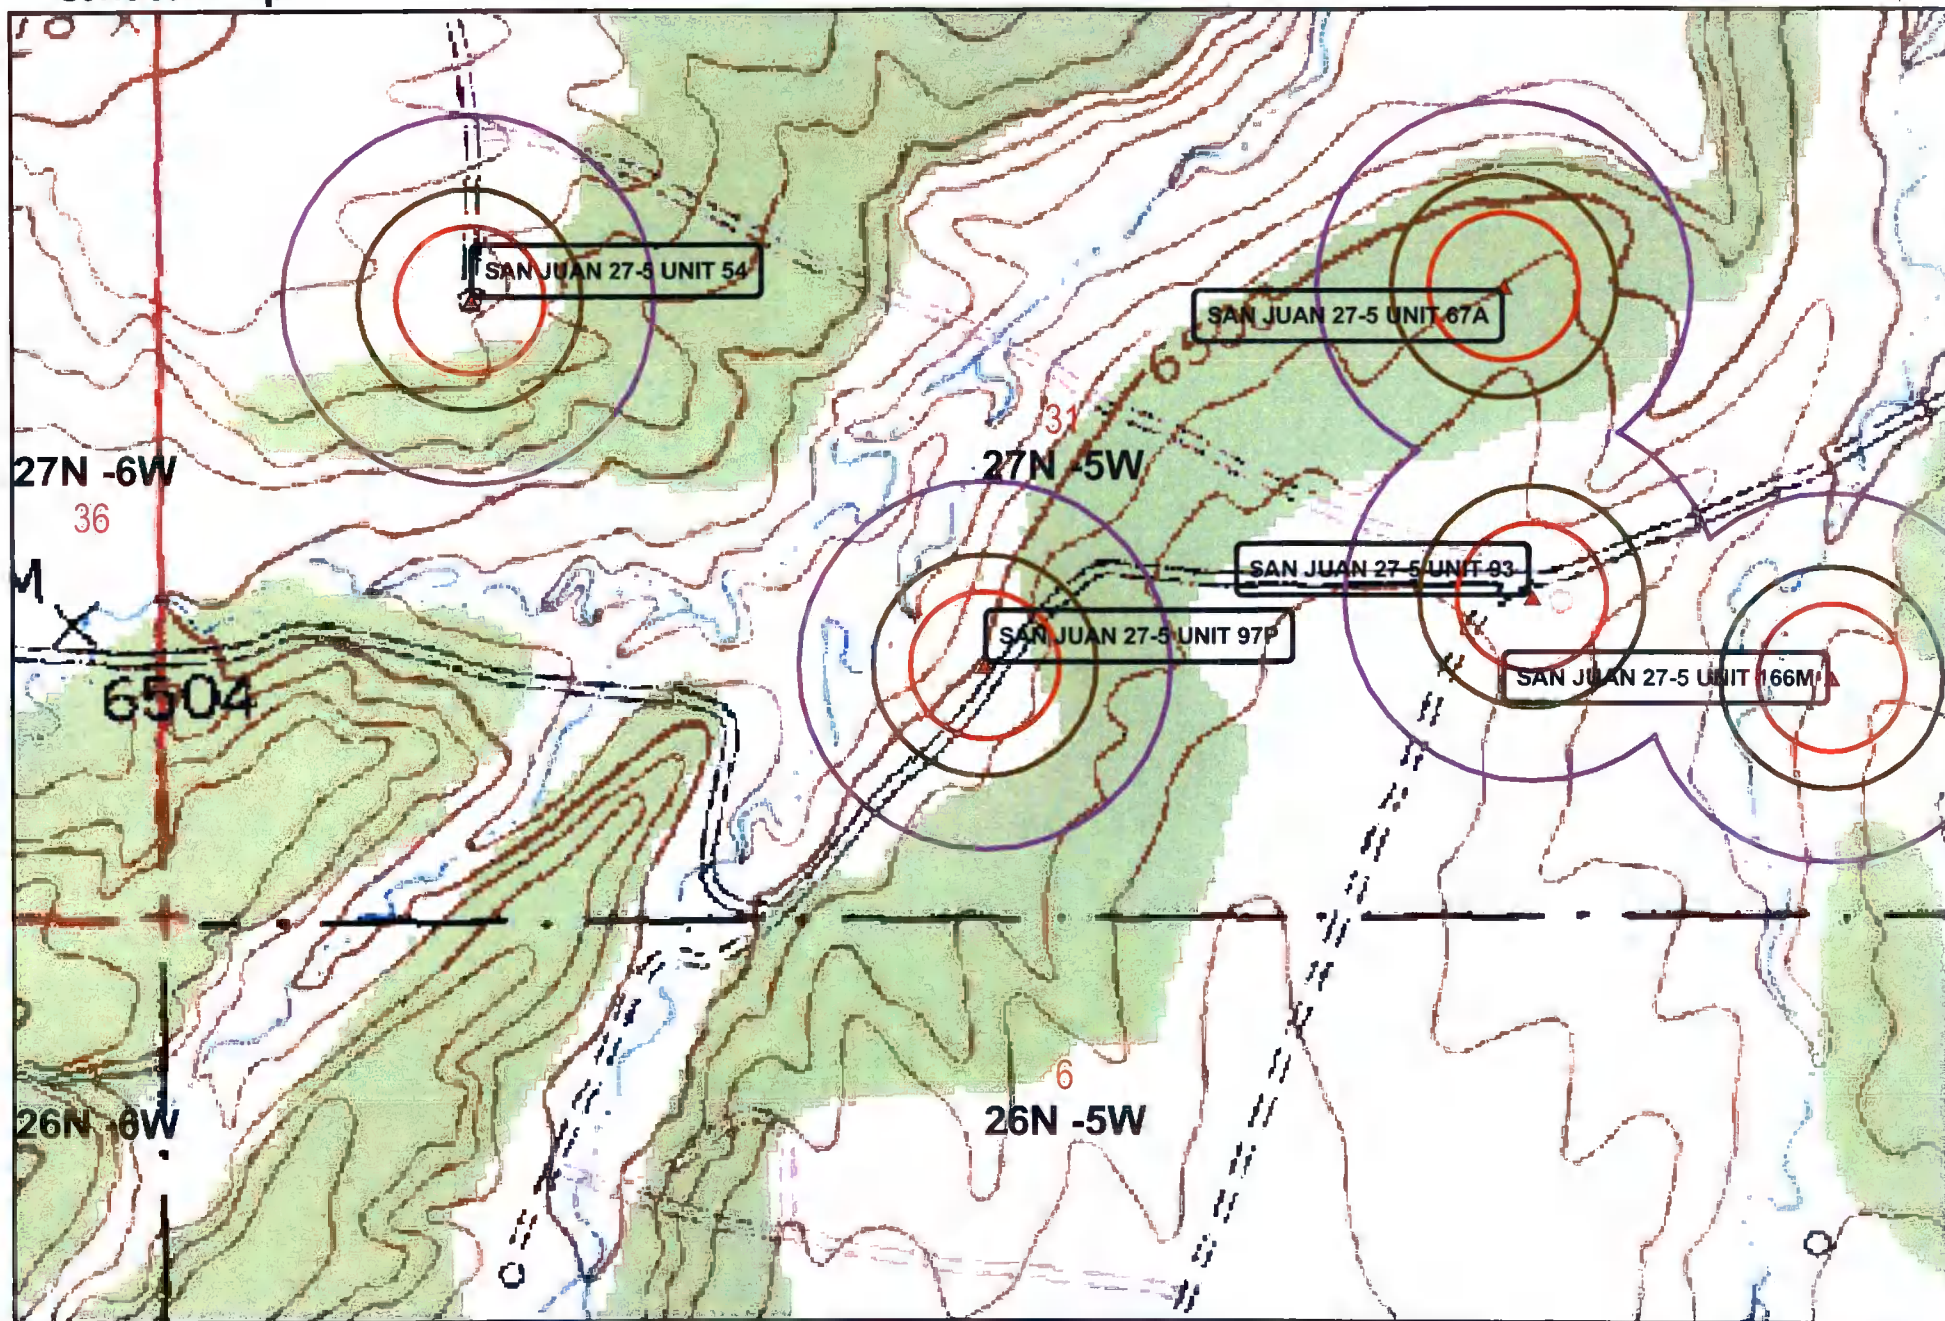 SAN JUAN 27-5 UNIT 54
SAN JUAN 27-5 UNIT 67A
6500
31
27N -5W
27N -6W
36
SAN JUAN 27-5 UNIT 93
SAN JUAN 27-5 UNIT 97P
SAN JUAN 27-5 UNIT 166M
M
6504
6
26N -5W
26N -6W